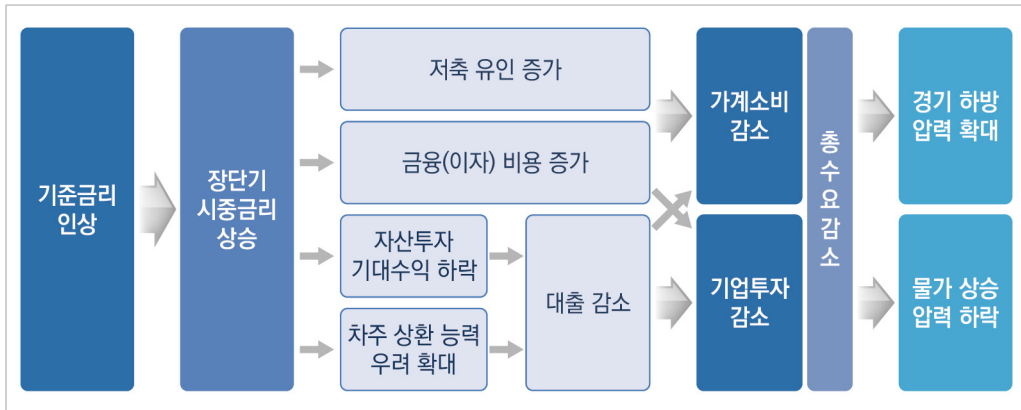 기준금리
인상
장단기
시중금리
상승
저축 유인 증가
금융(이자) 비용 증가
자산투자
기대수익 하락
차주 상환 능력
우려 확대
대출 감소
가계소비
감소
기업투자
감소
총
수
요
감
소
경기 하방
압력 확대
물가 상승
압력 하락